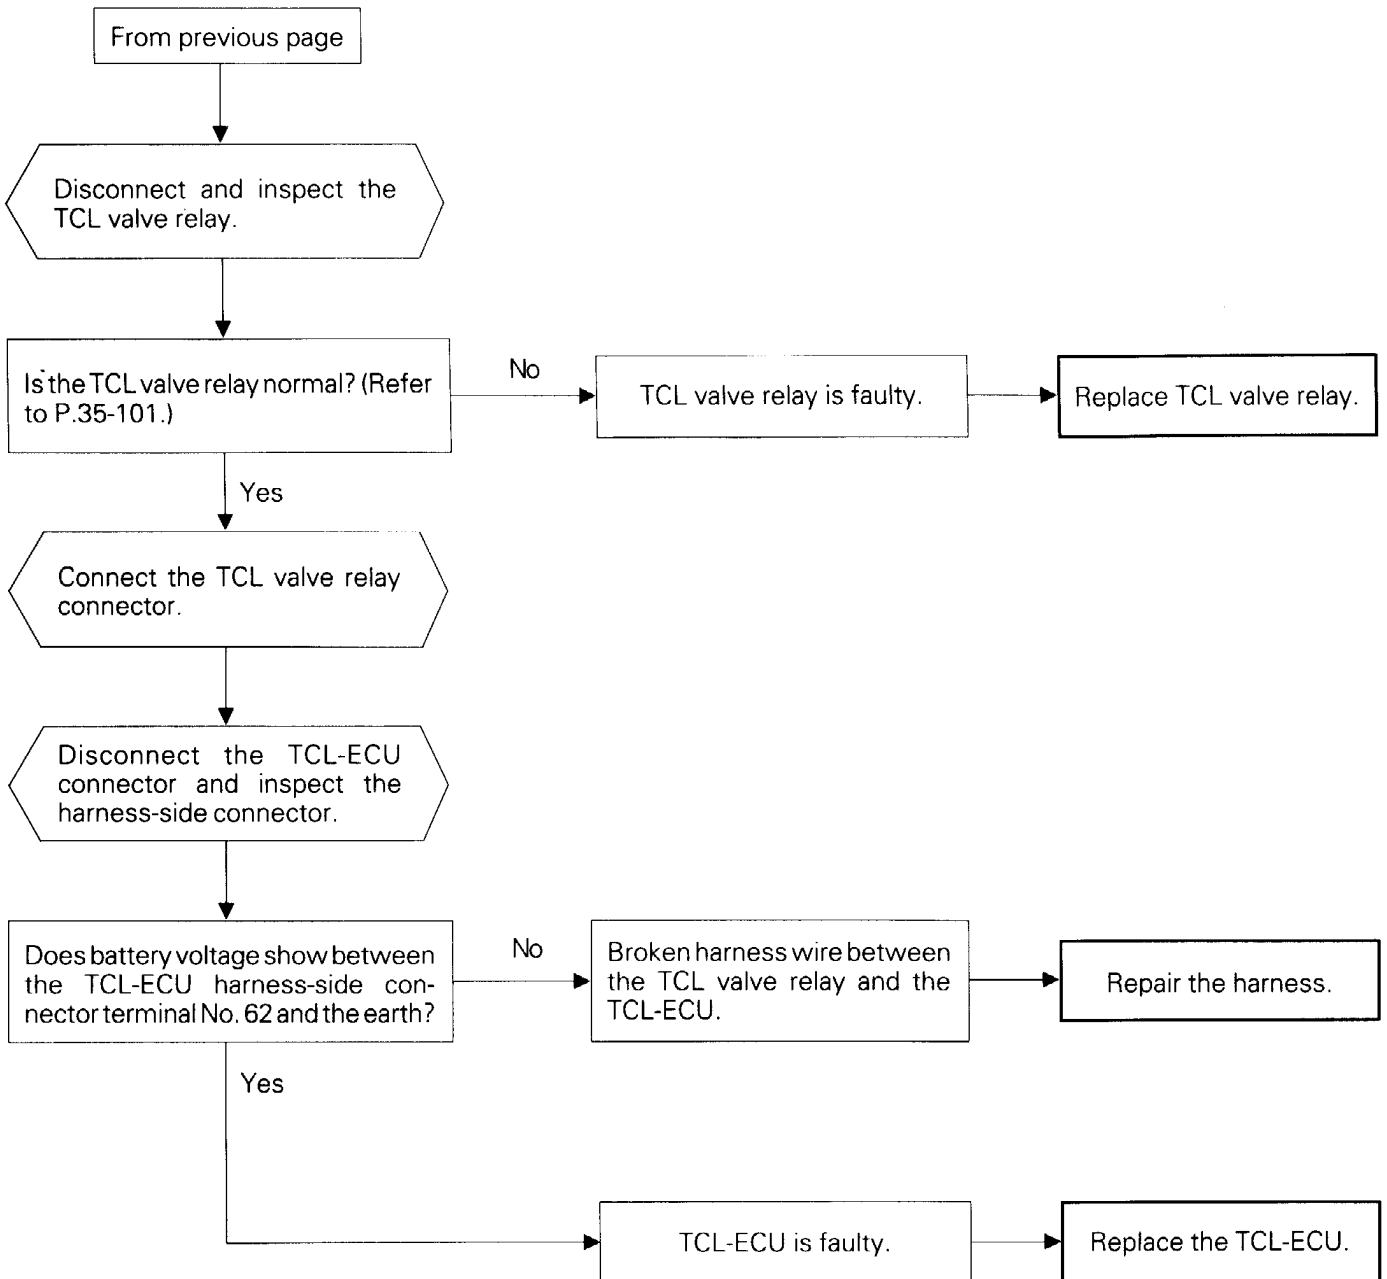 From previous page
Disconnect and inspect the
TCL valve relay.
Is the TCL valve relay normal? (Refer
to P.35-101.)
No
TCL valve relay is faulty.
Replace TCL valve relay.
Yes
Connect the TCL valve relay
connector.
Disconnect the TCL-ECU
connector and inspect the
harness-side connector.
Does battery voltage show between
the TCL-ECU harness-side con-
nector terminal No. 62 and the earth?
No
Broken harness wire between
the TCL valve relay and the
TCL-ECU.
Repair the harness.
Yes
TCL-ECU is faulty.
Replace the TCL-ECU.